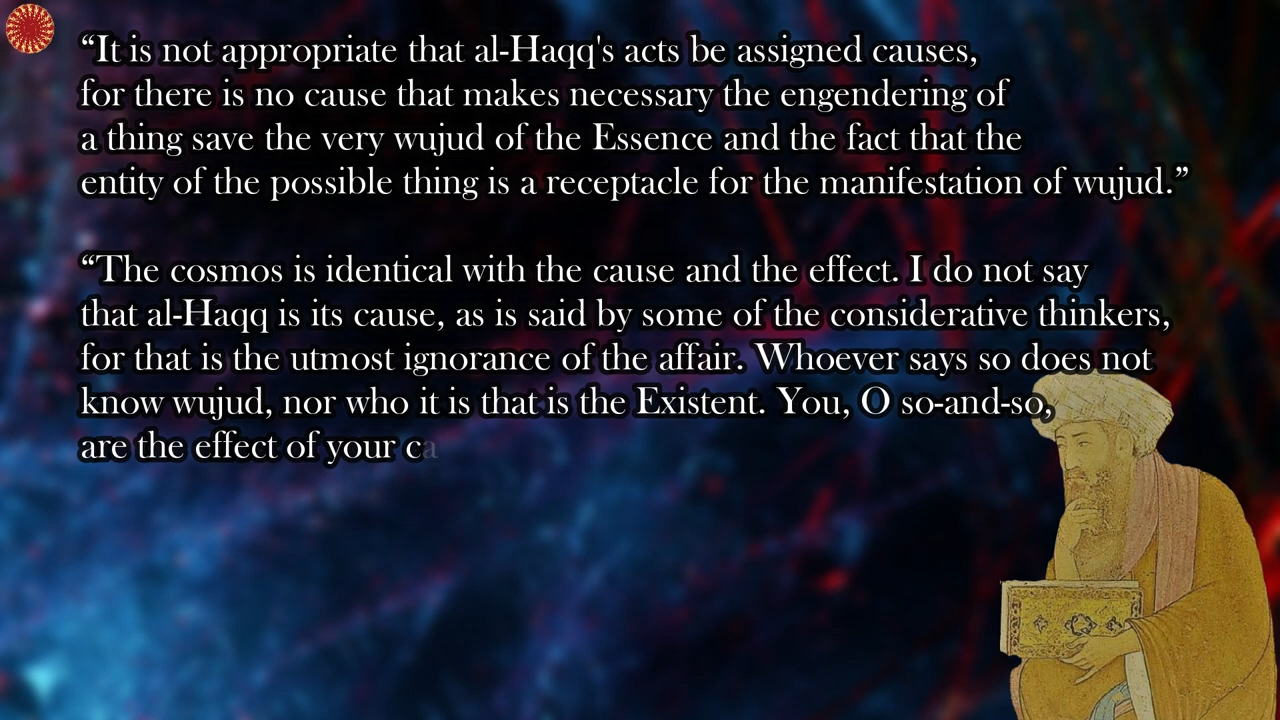 “It is not appropriate that al-Haqq's acts be assigned causes,
for there is no cause that makes necessary the engendering of
a thing save the very wujud of the Essence and the fact that the
entity of the possible thing is a receptacle for the manifestation of wujud.”
“The cosmos is identical with the cause and the effect. I do not say
that al-Haqq is its cause, as is said by some of the considerative thinkers,
for that is the utmost ignorance of the affair. Whoever says so does not
know wujud, nor who it is that is the Existent. You, O so-and-so,
are the effect of your ca